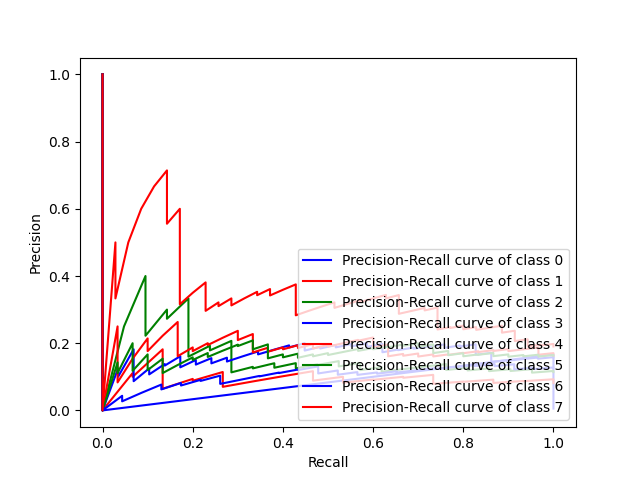 1.0
0.8
0.6
0.4
0.2
0.0
Precision
Precision-Recall curve of class 0
Precision-Recall curve of class 1
Precision-Recall curve of class 2
Precision-Recall curve of class 3
Precision-Recall curve of class 4
Precision-Recall curve of class 5
Precision-Recall curve of class 6
Precision-Recall curve of class 7
0.0 0.2 0.4 0.6 0.8 1.0
Recall